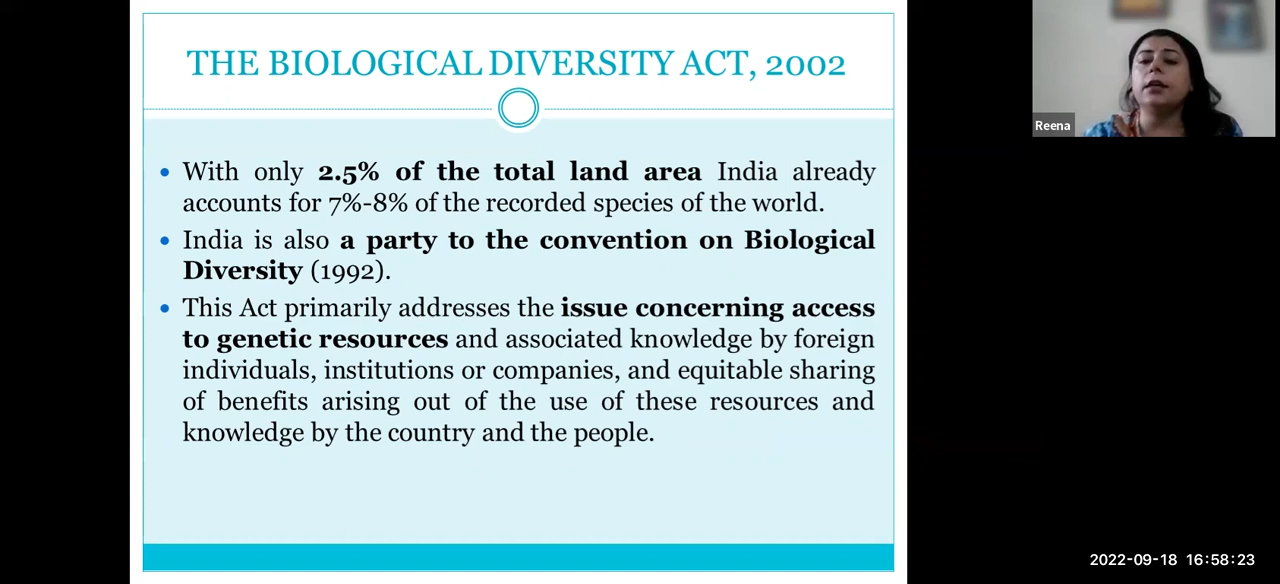 THE BIOLOGICAL DIVERSITY ACT, 2002
Reena
• With only 2.5% of the total land area India already
accounts for 7%-8% of the recorded species of the world.
• India is also a party to the convention on Biological
Diversity (1992).
• This Act primarily addresses the issue concerning access
to genetic resources and associated knowledge by foreign
individuals, institutions or companies, and equitable sharing
of benefits arising out of the use of these resources and
knowledge by the country and the people.
2022-09-18 16:58:23